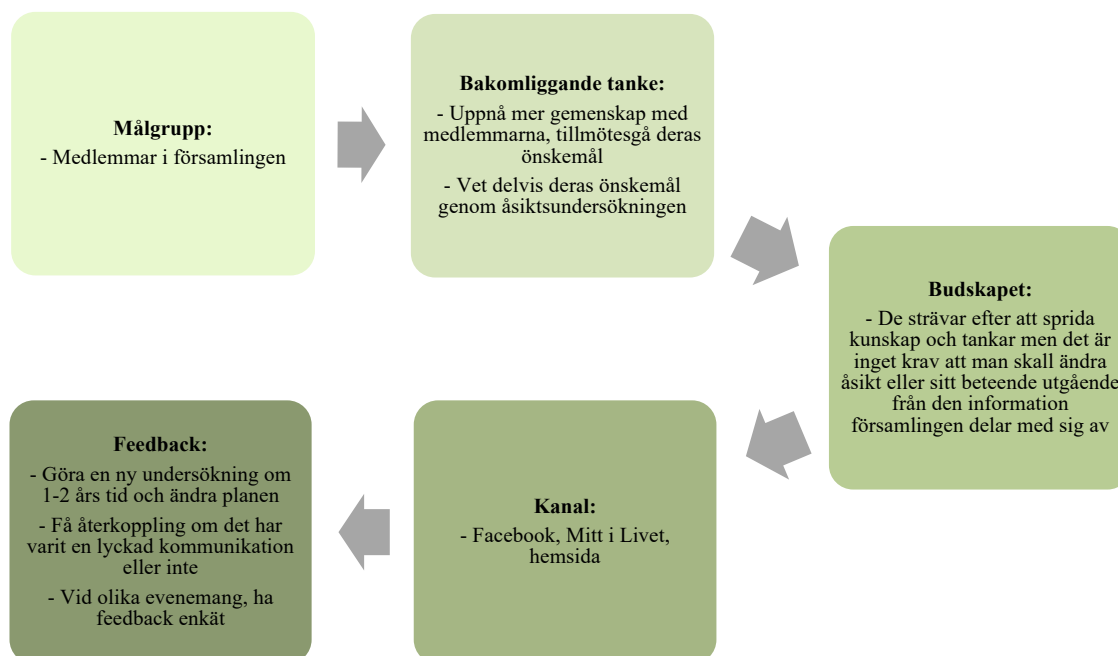 Målgrupp:
- Medlemmar i församlingen
Bakomliggande tanke:
- Uppnå mer gemenskap med
medlemmarna, tillmötesgå deras
önskemål
- Vet delvis deras önskemål
genom åsiktsundersökningen
Budskapet:
- De strävar efter att sprida
kunskap och tankar men det är
inget krav att man skall ändra
åsikt eller sitt beteende utgående
från den information
församlingen delar med sig av
Kanal:
- Facebook, Mitt i Livet,
hemsida
Feedback:
- Göra en ny undersökning om
1-2 års tid och ändra planen
- Få återkoppling om det har
varit en lyckad kommunikation
eller inte
- Vid olika evenemang, ha
feedback enkät